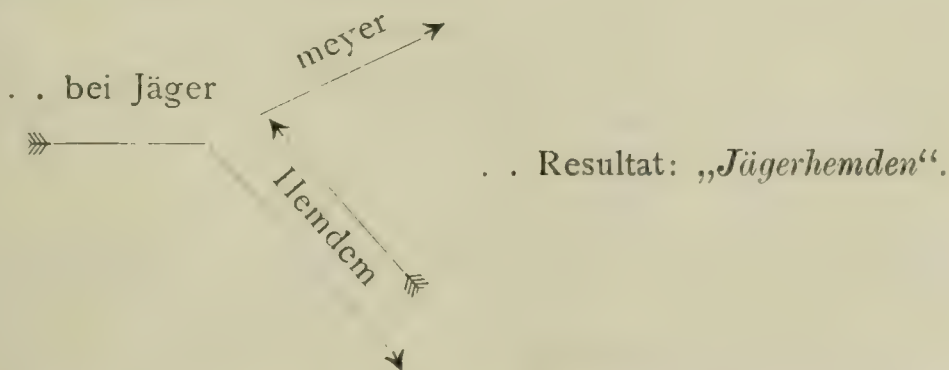 . . bei Jäger
meyer
Hemdem
. . Resultat: „Jägerhemden“.